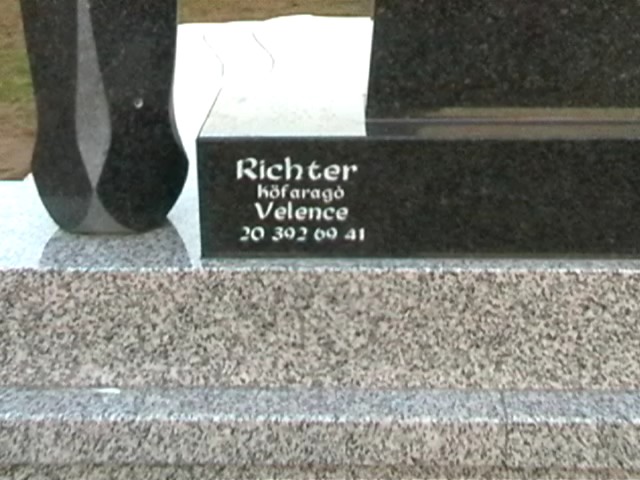 Richter
kőfaragó
Velence
20 392 69 41